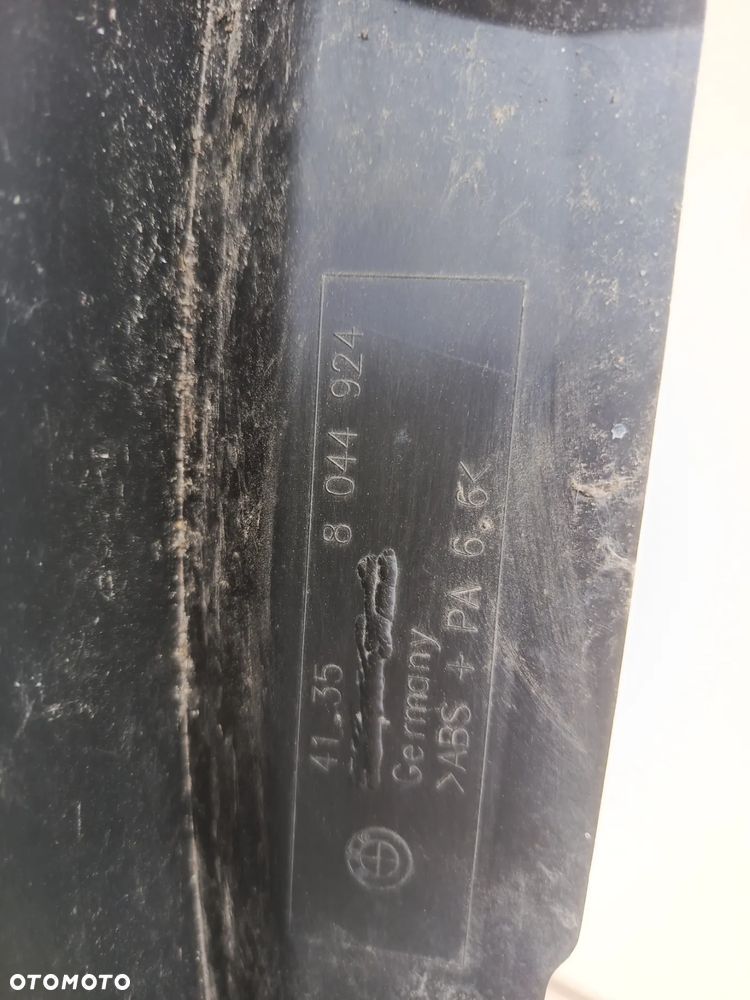 41.35 8 044 924
Germany
>ABS + PA 6.6<
OTOMOTO